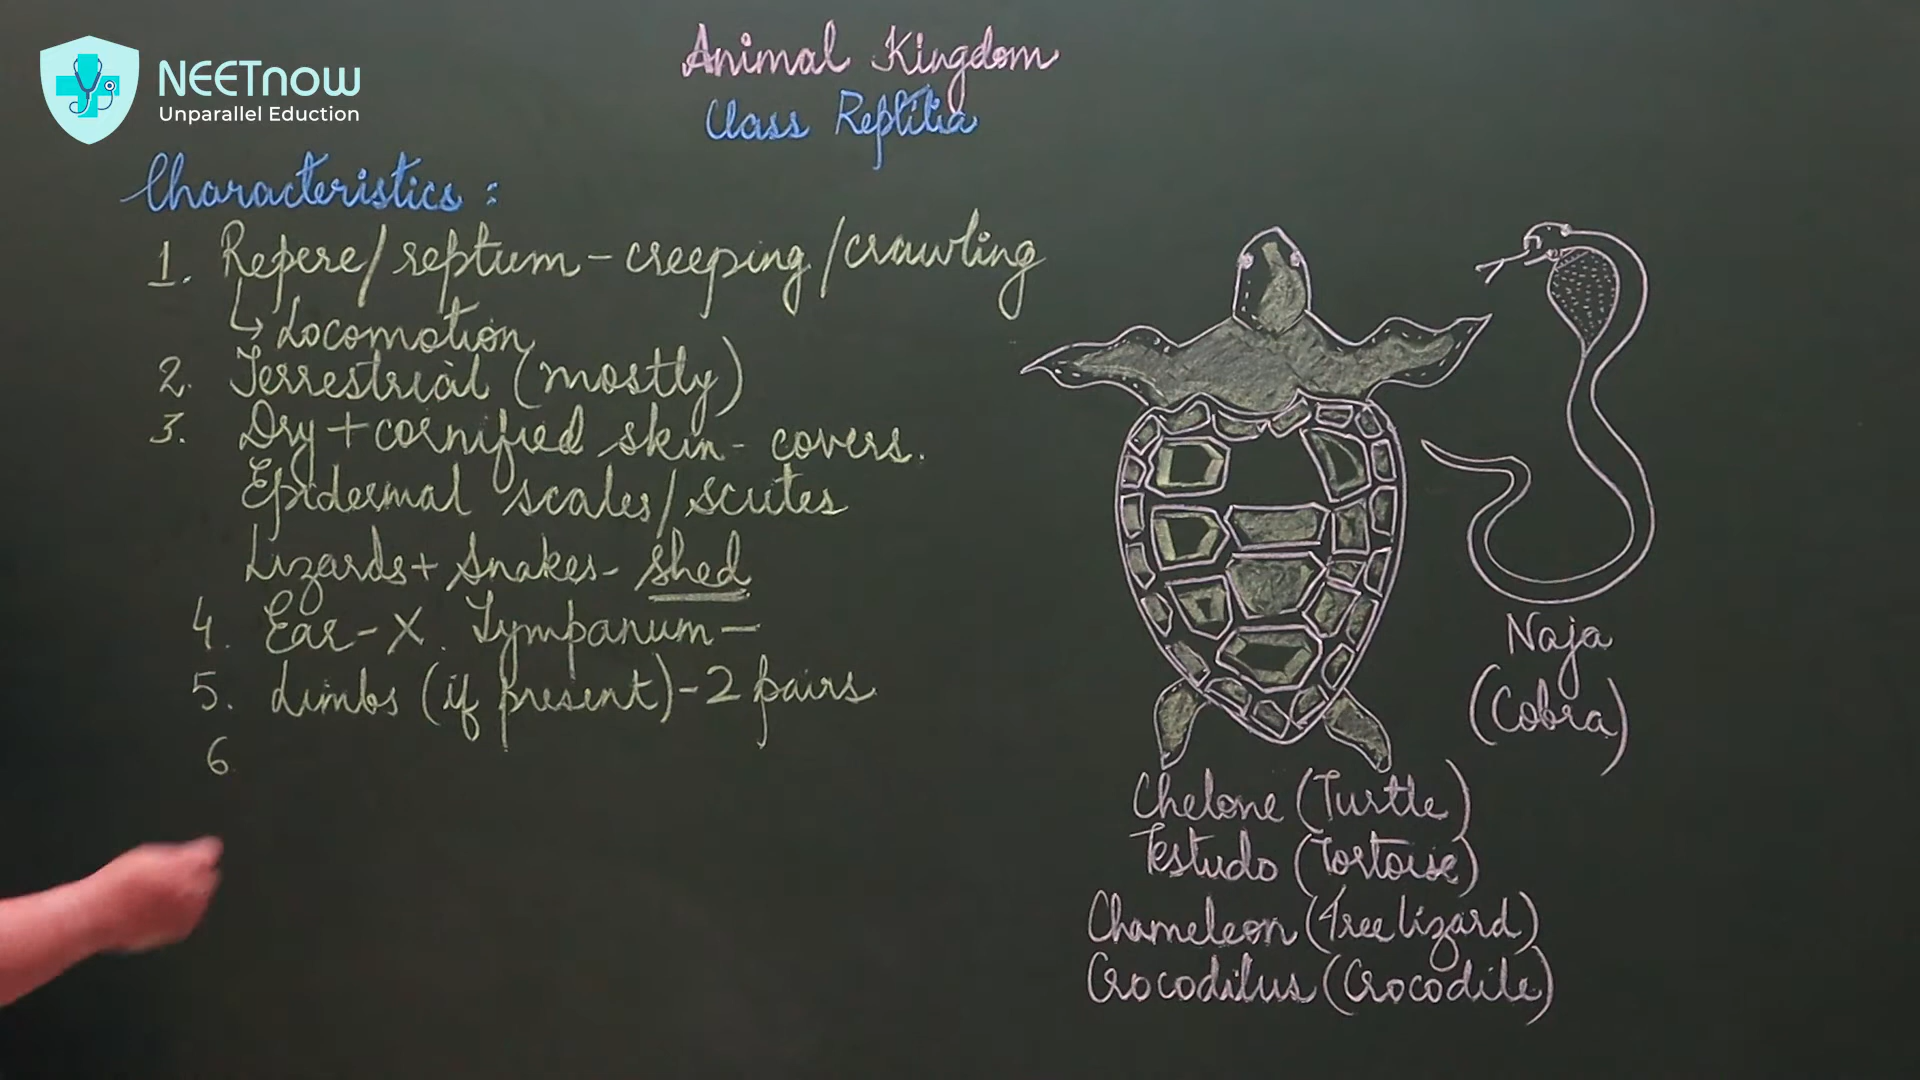 NEETnow
Unparallel Eduction
Animal Kingdom
Class Reptilia
Characteristics :
1. Repere/reptum - creeping/crawling
↳ Locomotion
2. Terrestrial (mostly)
3. Dry + cornified skin - covers.
Epidermal scales/scutes
Lizards + Snakes - shed
4. Ear - X. Tympanum -
5. Limbs (if present) - 2 pairs
6.
Naja
(Cobra)
Chelone (Turtle)
Testudo (Tortoise)
Chameleon (Tree lizard)
Crocodilus (Crocodile)